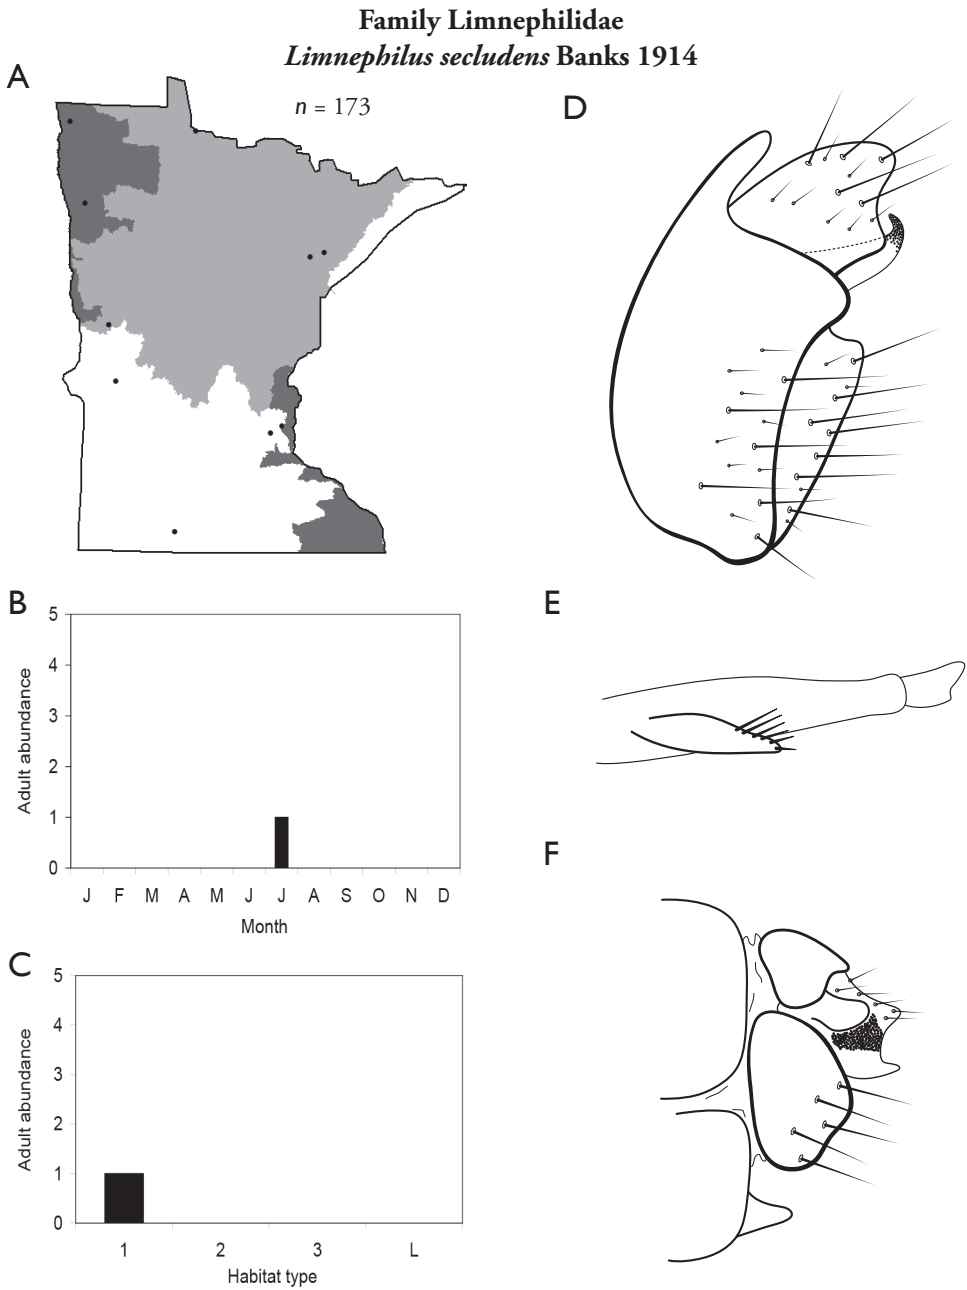 Family Limnephilidae
Limnephilus secludens Banks 1914
A
n = 173
D
B
5
4
3
2
1
0
Adult abundance
J F M A M J J A S O N D
Month
E
C
5
4
3
2
1
0
Adult abundance
1 2 3 L
Habitat type
F